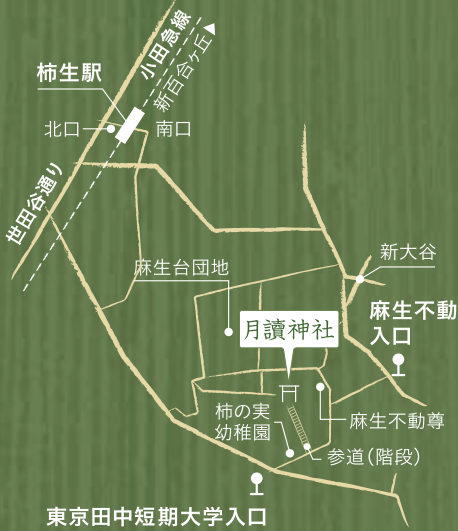 小田急線
新百合ヶ丘
柿生駅
北口
南口
世田谷通り
新大谷
麻生台団地
麻生不動
入口
月讀神社
柿の実
幼稚園
麻生不動尊
参道(階段)
東京田中短期大学入口